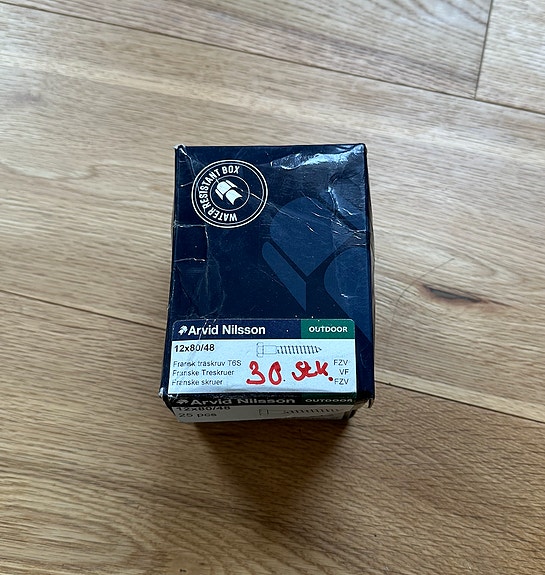 WATER RESISTANT BOX
Arvid Nilsson OUTDOOR
12x80/48
Fransk träskruv T6S FZV
Franske Treskruer VF
Franske skruer FZV
30. stk.
Arvid Nilsson OUTDOOR
12x80/48
25 pcs